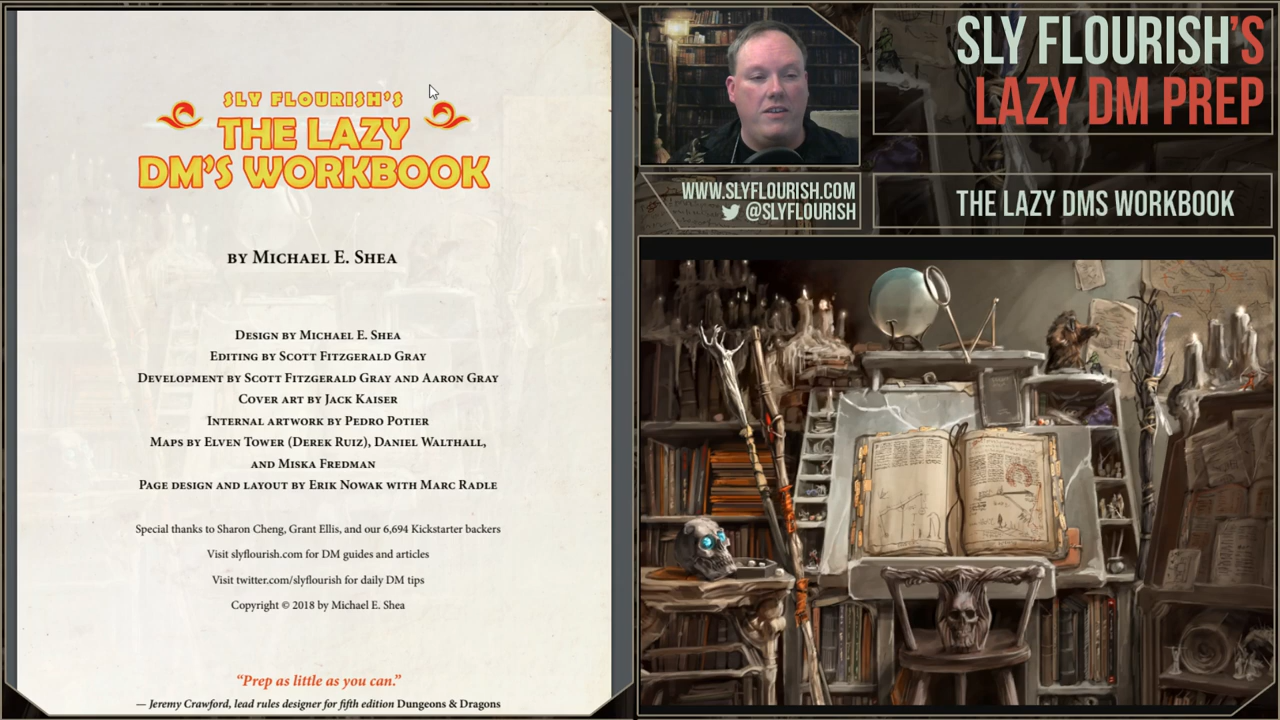 SLY FLOURISH'S
THE LAZY
DM'S WORKBOOK
BY MICHAEL E. SHEA
DESIGN BY MICHAEL E. SHEA
EDITING BY SCOTT FITZGERALD GRAY
DEVELOPMENT BY SCOTT FITZGERALD GRAY AND AARON GRAY
COVER ART BY JACK KAISER
INTERNAL ARTWORK BY PEDRO POTIER
MAPS BY ELVEN TOWER (DEREK RUIZ), DANIEL WALTHALL,
AND MISKA FREDMAN
PAGE DESIGN AND LAYOUT BY ERIK NOWAK WITH MARC RADLE
Special thanks to Sharon Cheng, Grant Ellis, and our 6,694 Kickstarter backers
Visit slyflourish.com for DM guides and articles
Visit twitter.com/slyflourish for daily DM tips
Copyright © 2018 by Michael E. Shea
“Prep as little as you can.”
— Jeremy Crawford, lead rules designer for fifth edition Dungeons & Dragons
WWW.SLYFLOURISH.COM
@SLYFLOURISH
SLY FLOURISH'S
LAZY DM PREP
THE LAZY DMS WORKBOOK